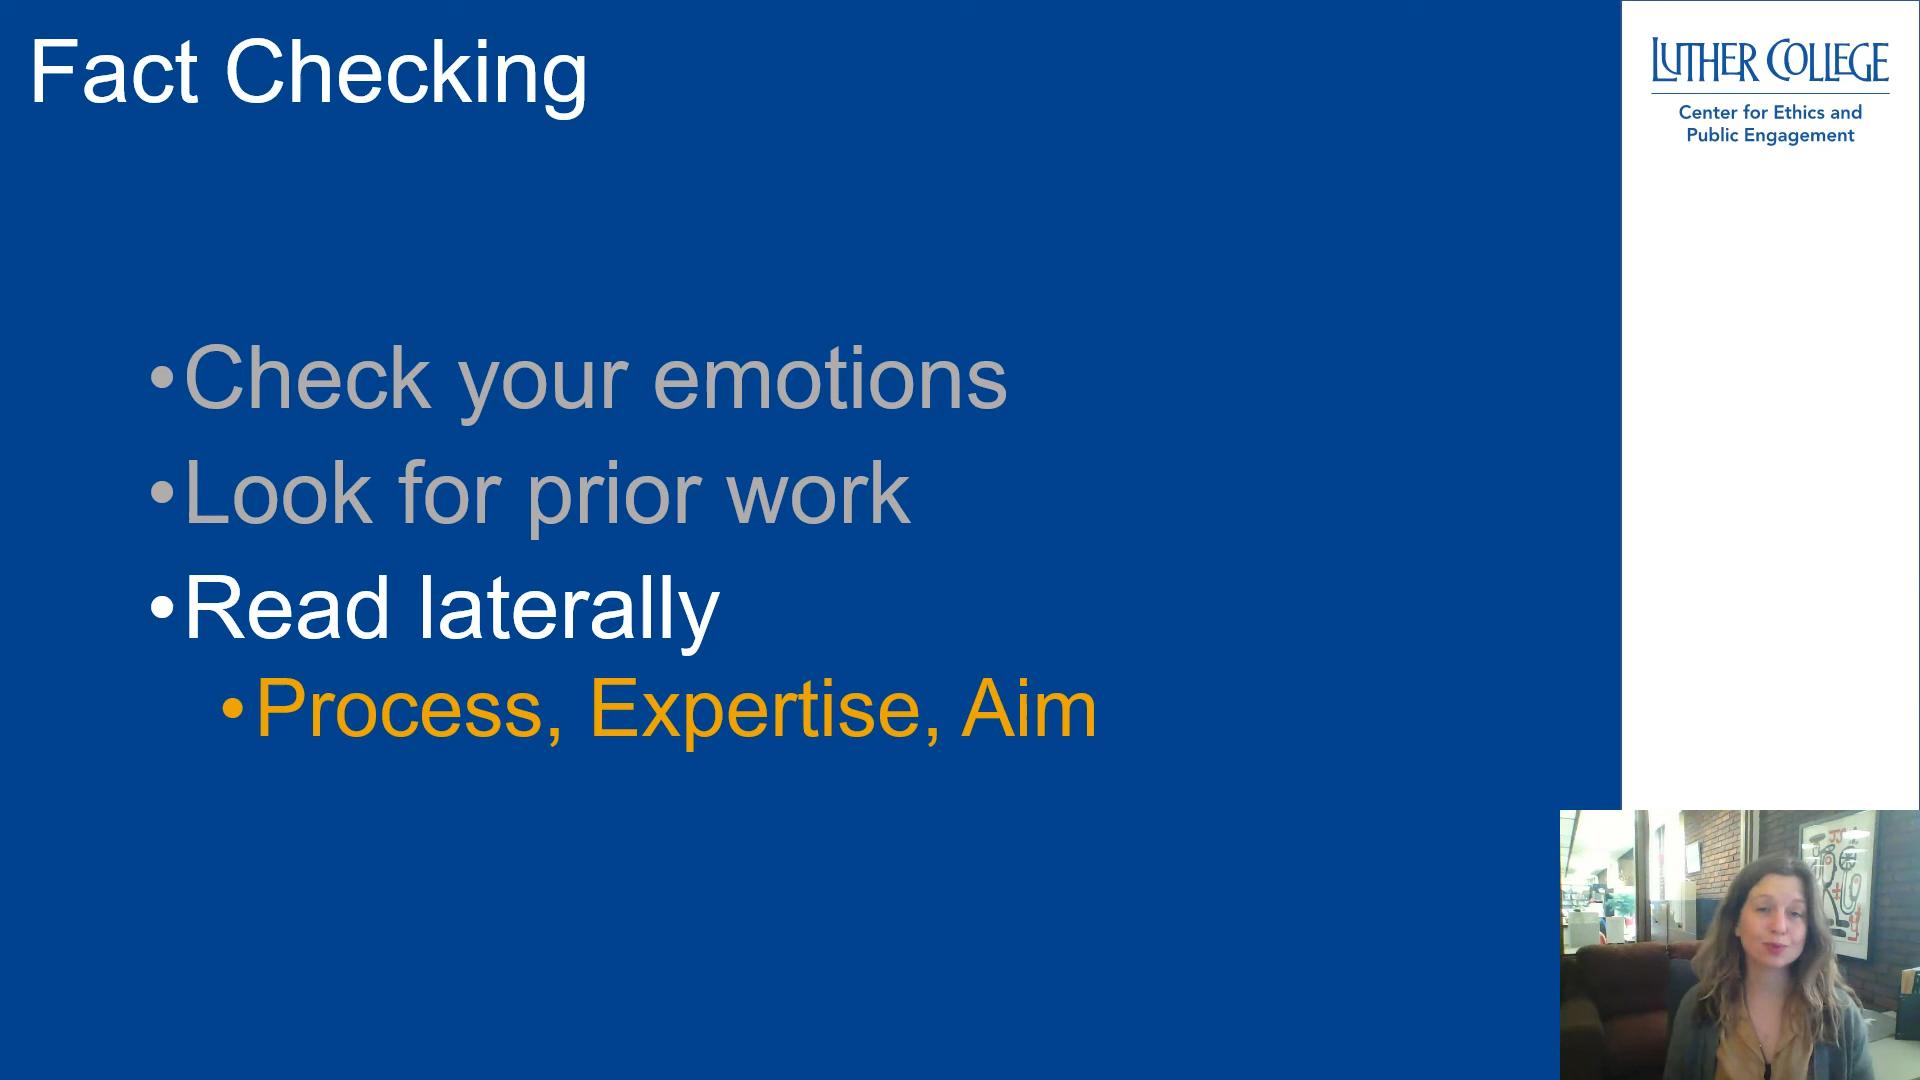 Fact Checking
LUTHER COLLEGE
Center for Ethics and
Public Engagement
•Check your emotions
•Look for prior work
•Read laterally
•Process, Expertise, Aim